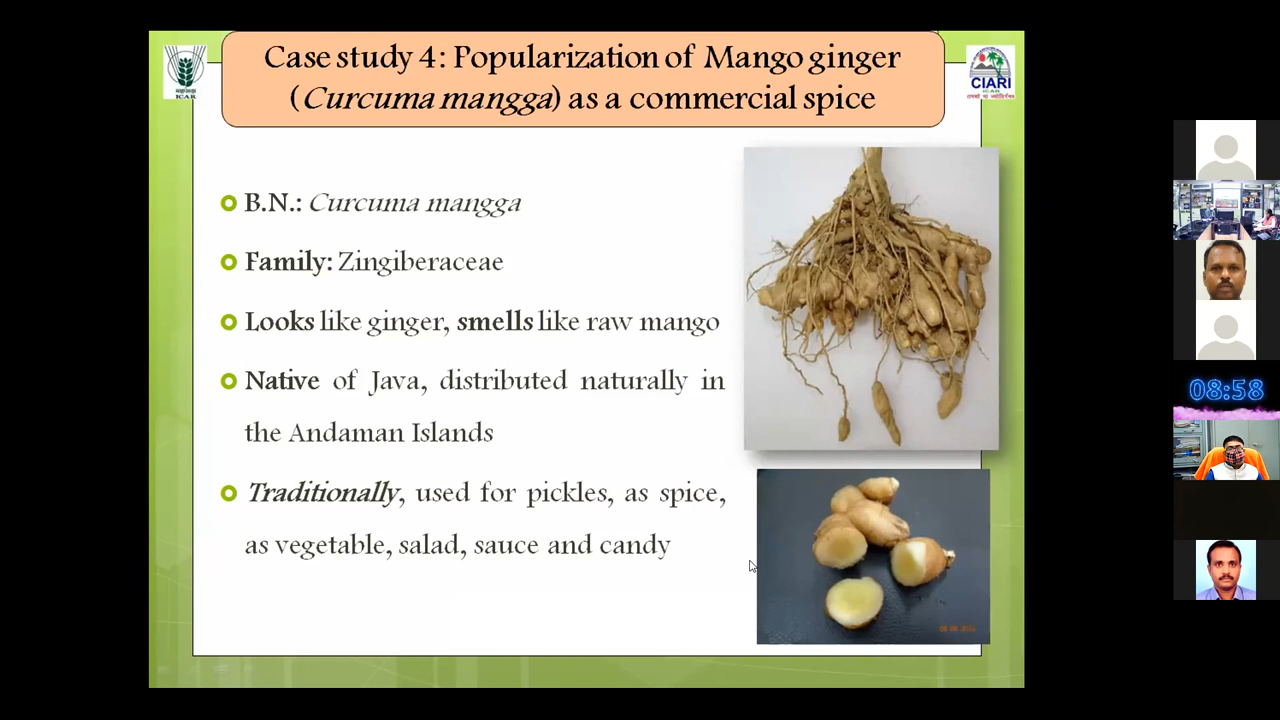 Case study 4: Popularization of Mango ginger
(Curcuma mangga) as a commercial spice
ICAR
CIARI
ICAR
B.N.: Curcuma mangga
Family: Zingiberaceae
Looks like ginger, smells like raw mango
Native of Java, distributed naturally in
the Andaman Islands
Traditionally, used for pickles, as spice,
as vegetable, salad, sauce and candy
08:58